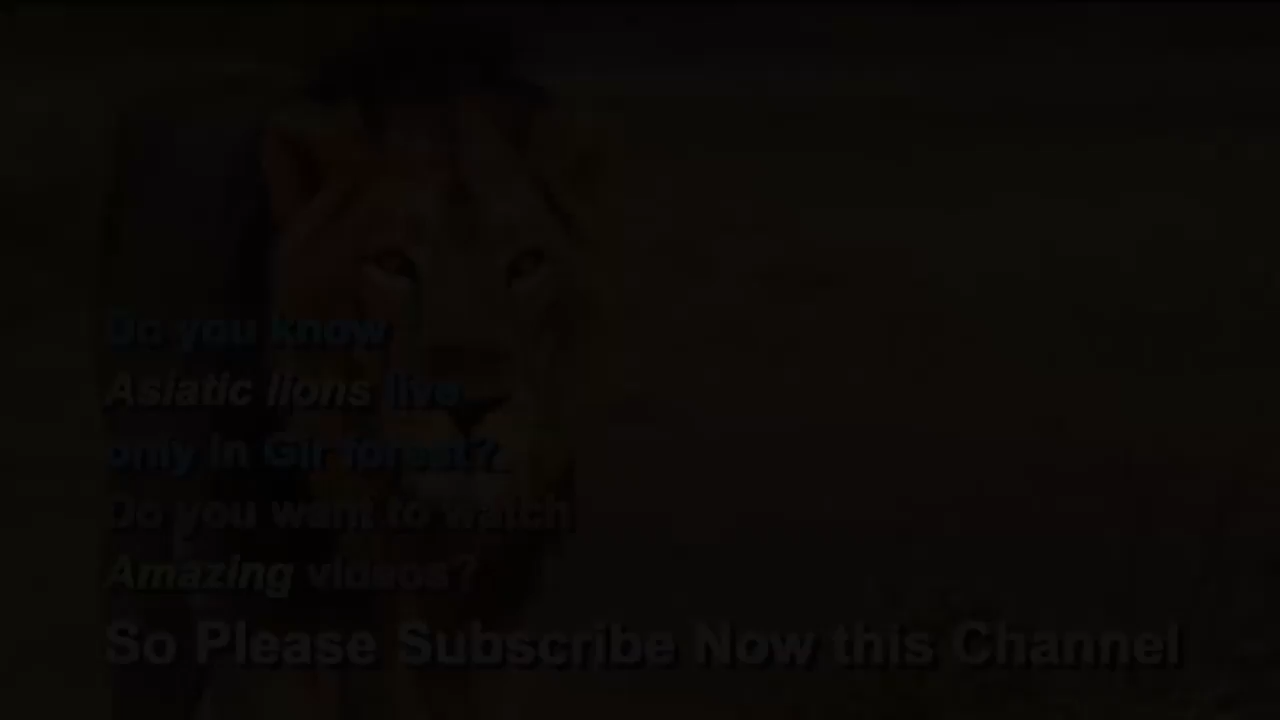 Do you know
Asiatic lions live
only in Gir forest?
Do you want to watch
Amazing videos?
So Please Subscribe Now this Channel